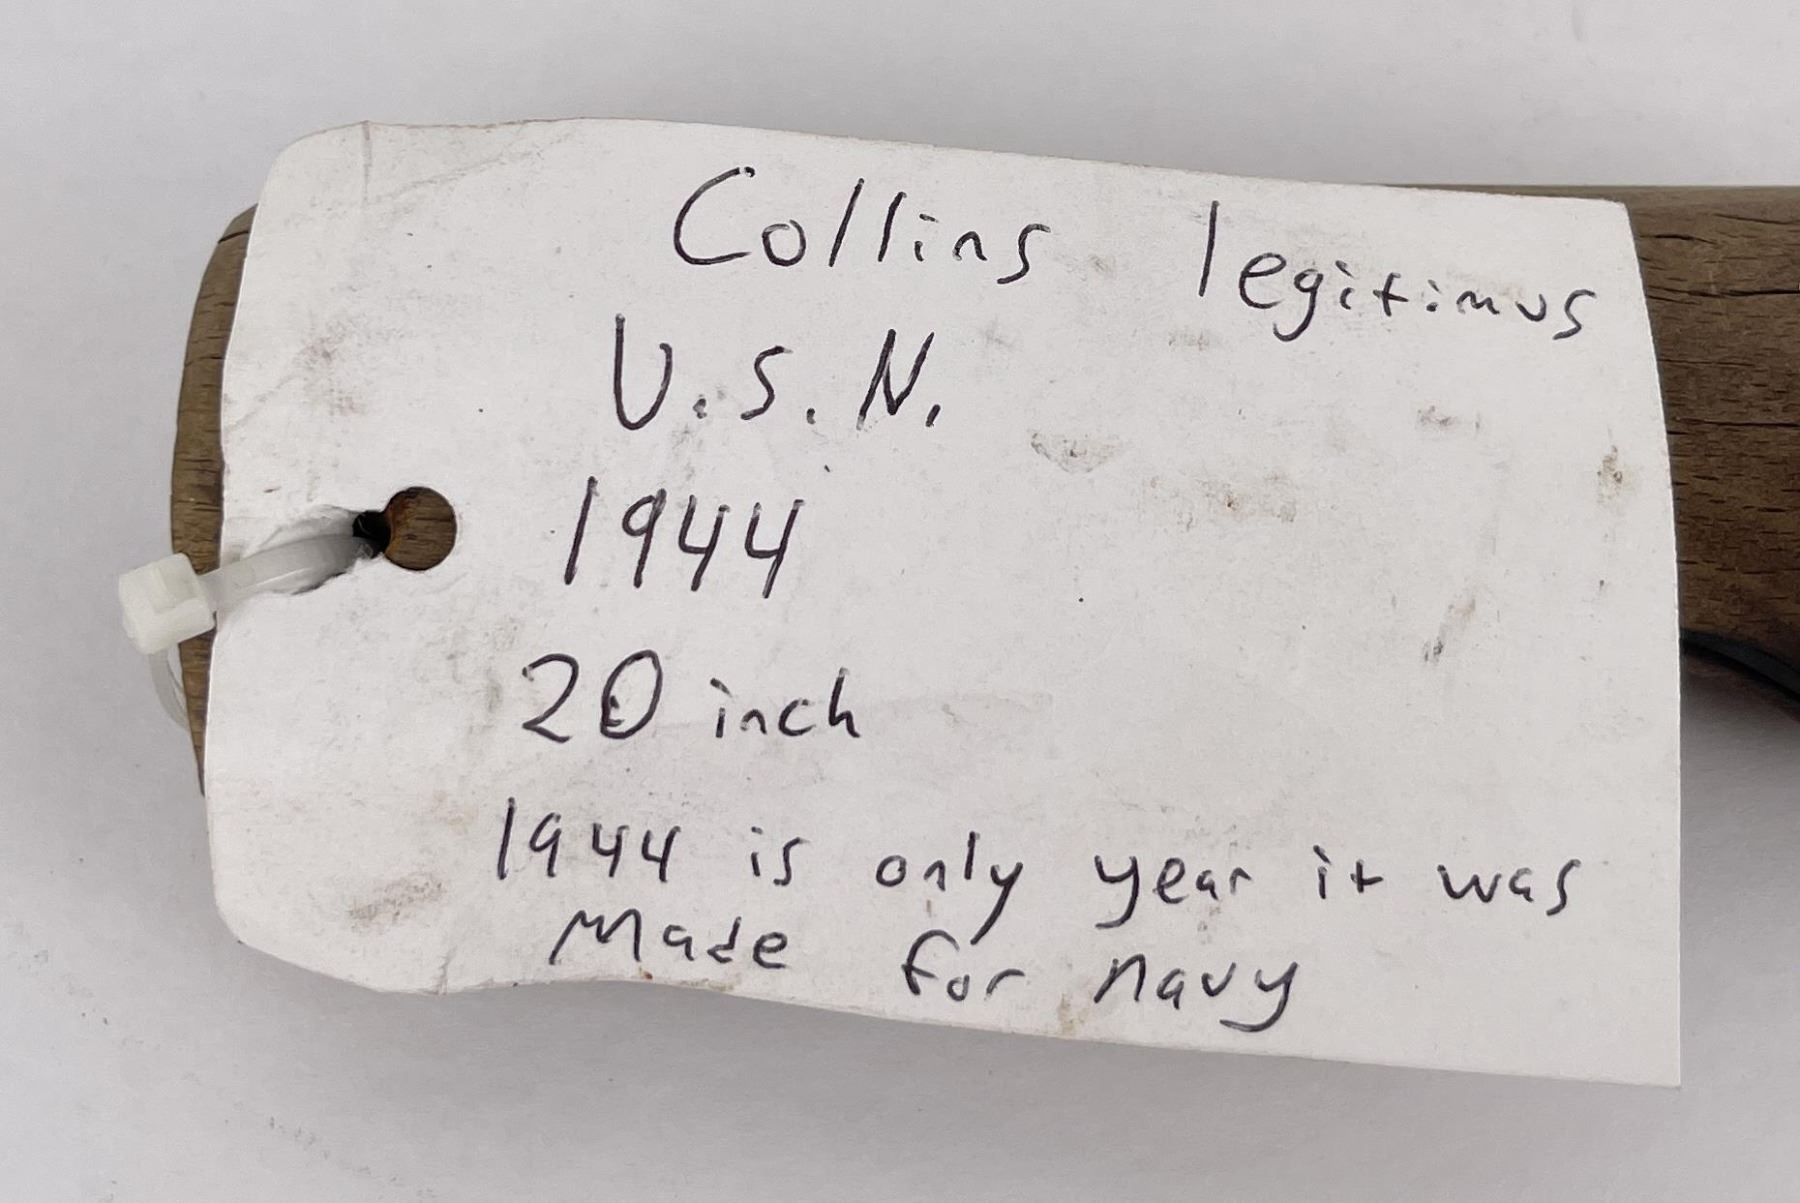 Collins legitimus
U.S.N.
1944
20 inch
1944 is only year it was
Made for navy